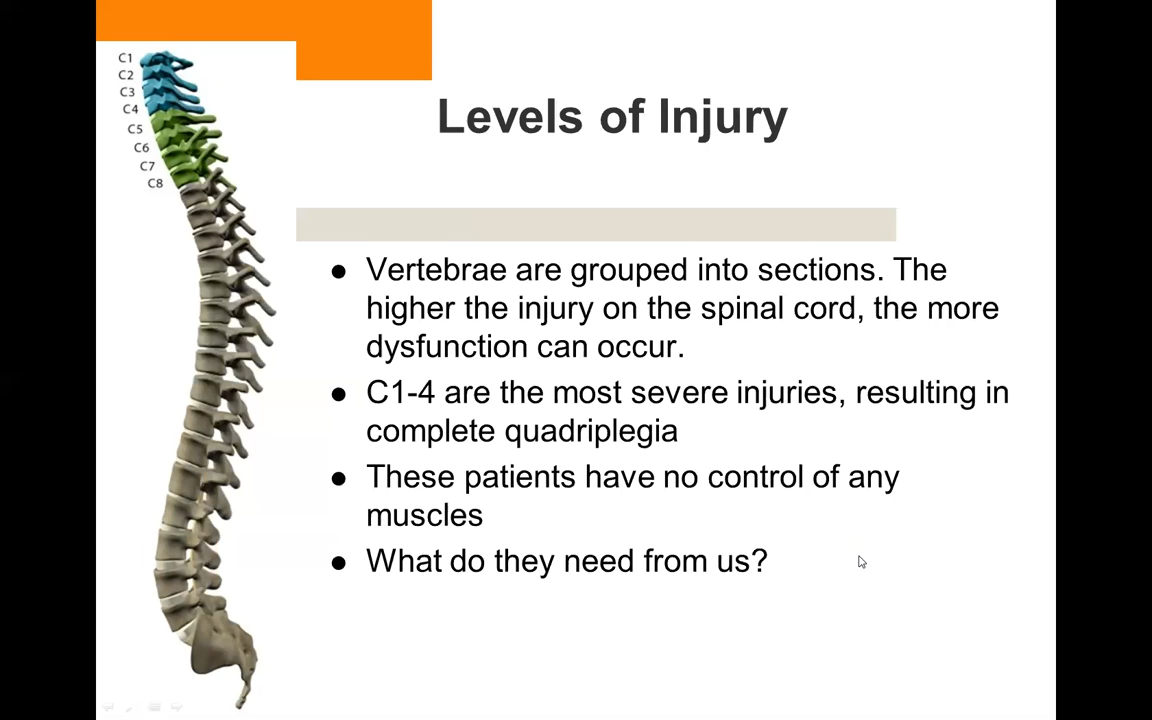 C1
C2
C3
C4
C5
C6
C7
C8
Levels of Injury
● Vertebrae are grouped into sections. The
higher the injury on the spinal cord, the more
dysfunction can occur.
● C1-4 are the most severe injuries, resulting in
complete quadriplegia
● These patients have no control of any
muscles
● What do they need from us?